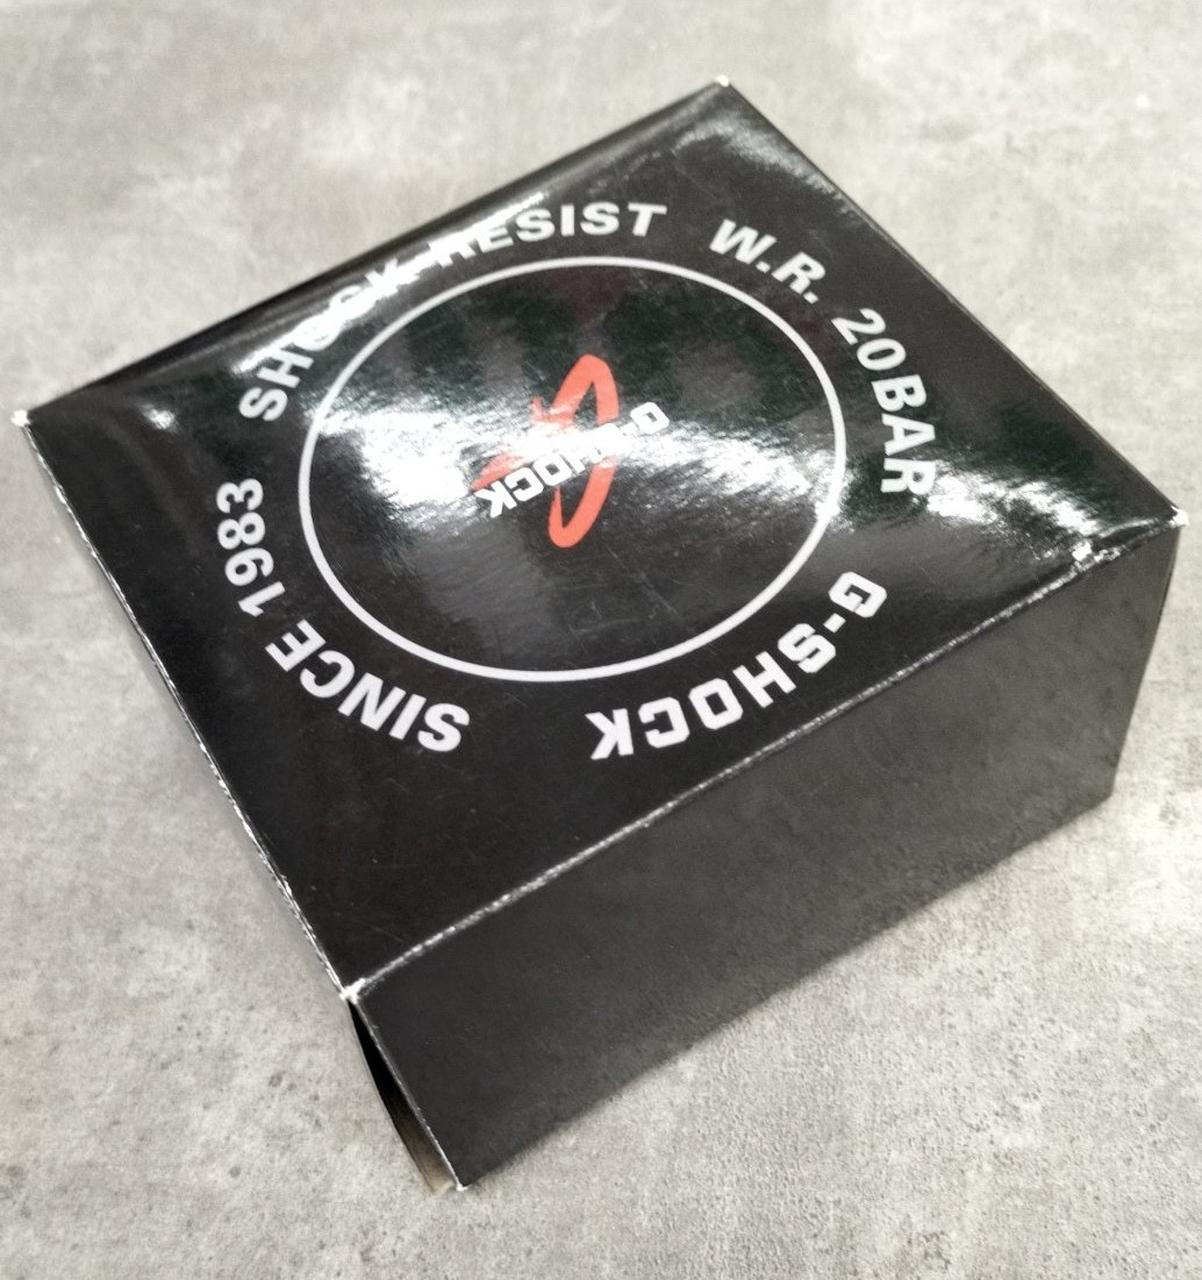 SHOCK RESIST
W.R. 20BAR
G-SHOCK
SINCE 1983
G-SHOCK